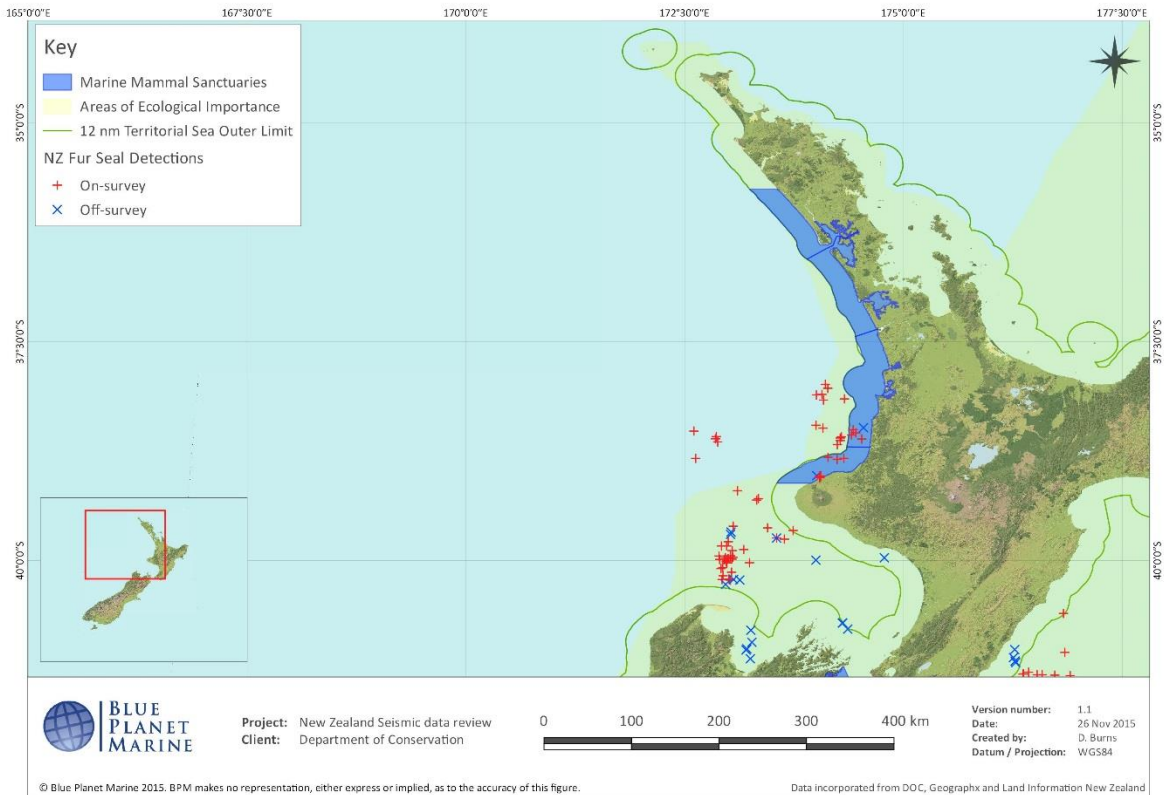 165°0'0"E 167°30'0"E 170°0'0"E 172°30'0"E 175°0'0"E 177°30'0"E
Key
Marine Mammal Sanctuaries
Areas of Ecological Importance
12 nm Territorial Sea Outer Limit
NZ Fur Seal Detections
On-survey
Off-survey
35°0'0"S 35°0'0"S
37°30'0"S 37°30'0"S
40°0'0"S 40°0'0"S
BLUE
PLANET
MARINE
Project: New Zealand Seismic data review
Client: Department of Conservation
0 100 200 300 400 km
Version number: 1.1
Date: 26 Nov 2015
Created by: D. Burns
Datum / Projection: WGS84
© Blue Planet Marine 2015. BPM makes no representation, either express or implied, as to the accuracy of this figure.
Data incorporated from DOC, Geographx and Land Information New Zealand